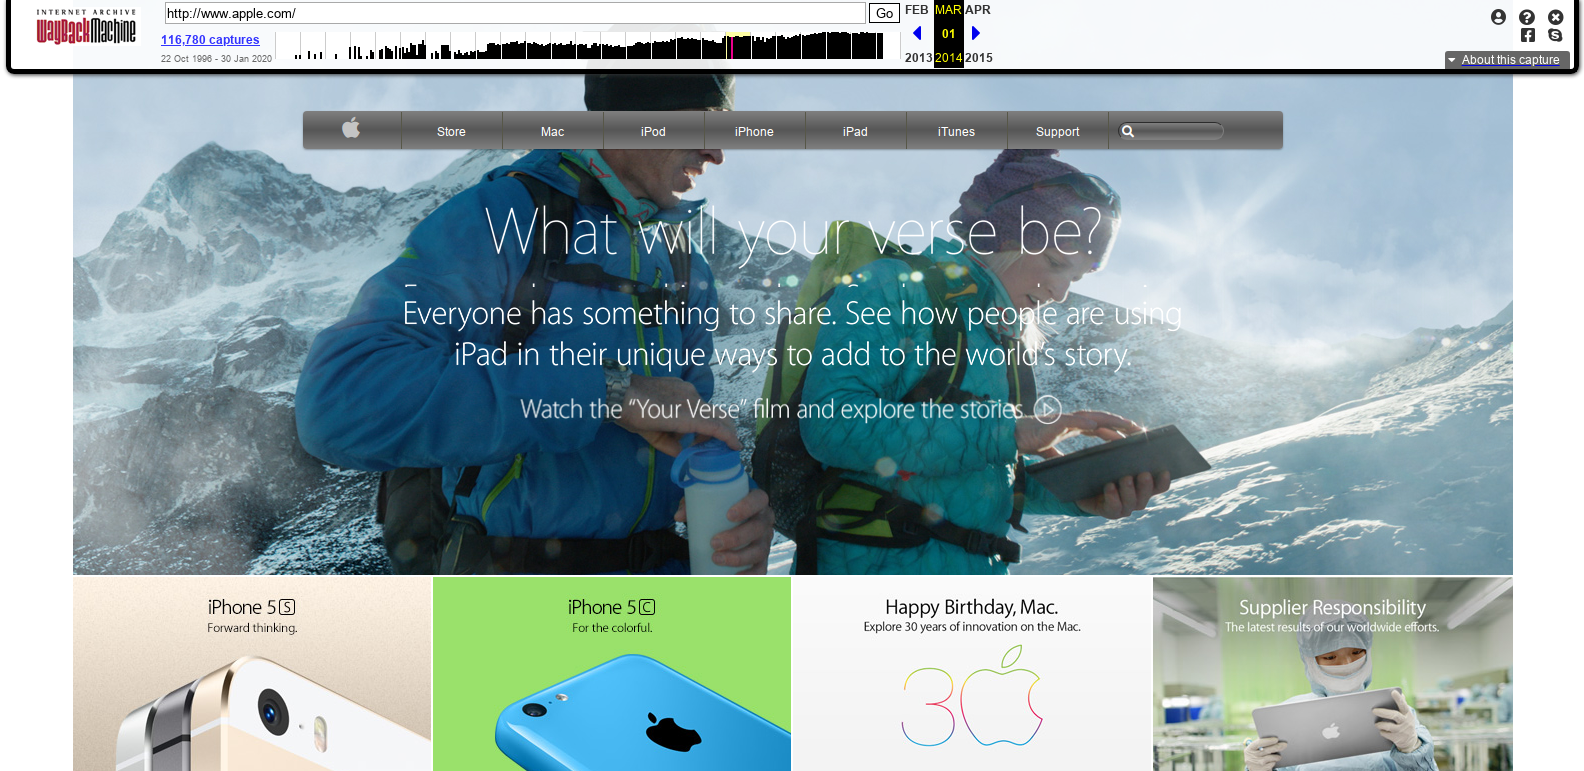 INTERNET ARCHIVE
WayBackMachine
http://www.apple.com/
Go
FEB MAR APR
01
2013 2014 2015
116,780 captures
22 Oct 1996 - 30 Jan 2020
About this capture
Store Mac iPod iPhone iPad iTunes Support
What will your verse be?
Everyone has something to share. See how people are using
iPad in their unique ways to add to the world's story.
Watch the “Your Verse” film and explore the stories
iPhone 5S
Forward thinking.
iPhone 5C
For the colorful.
Happy Birthday, Mac.
Explore 30 years of innovation on the Mac.
30
Supplier Responsibility
The latest results of our worldwide efforts.